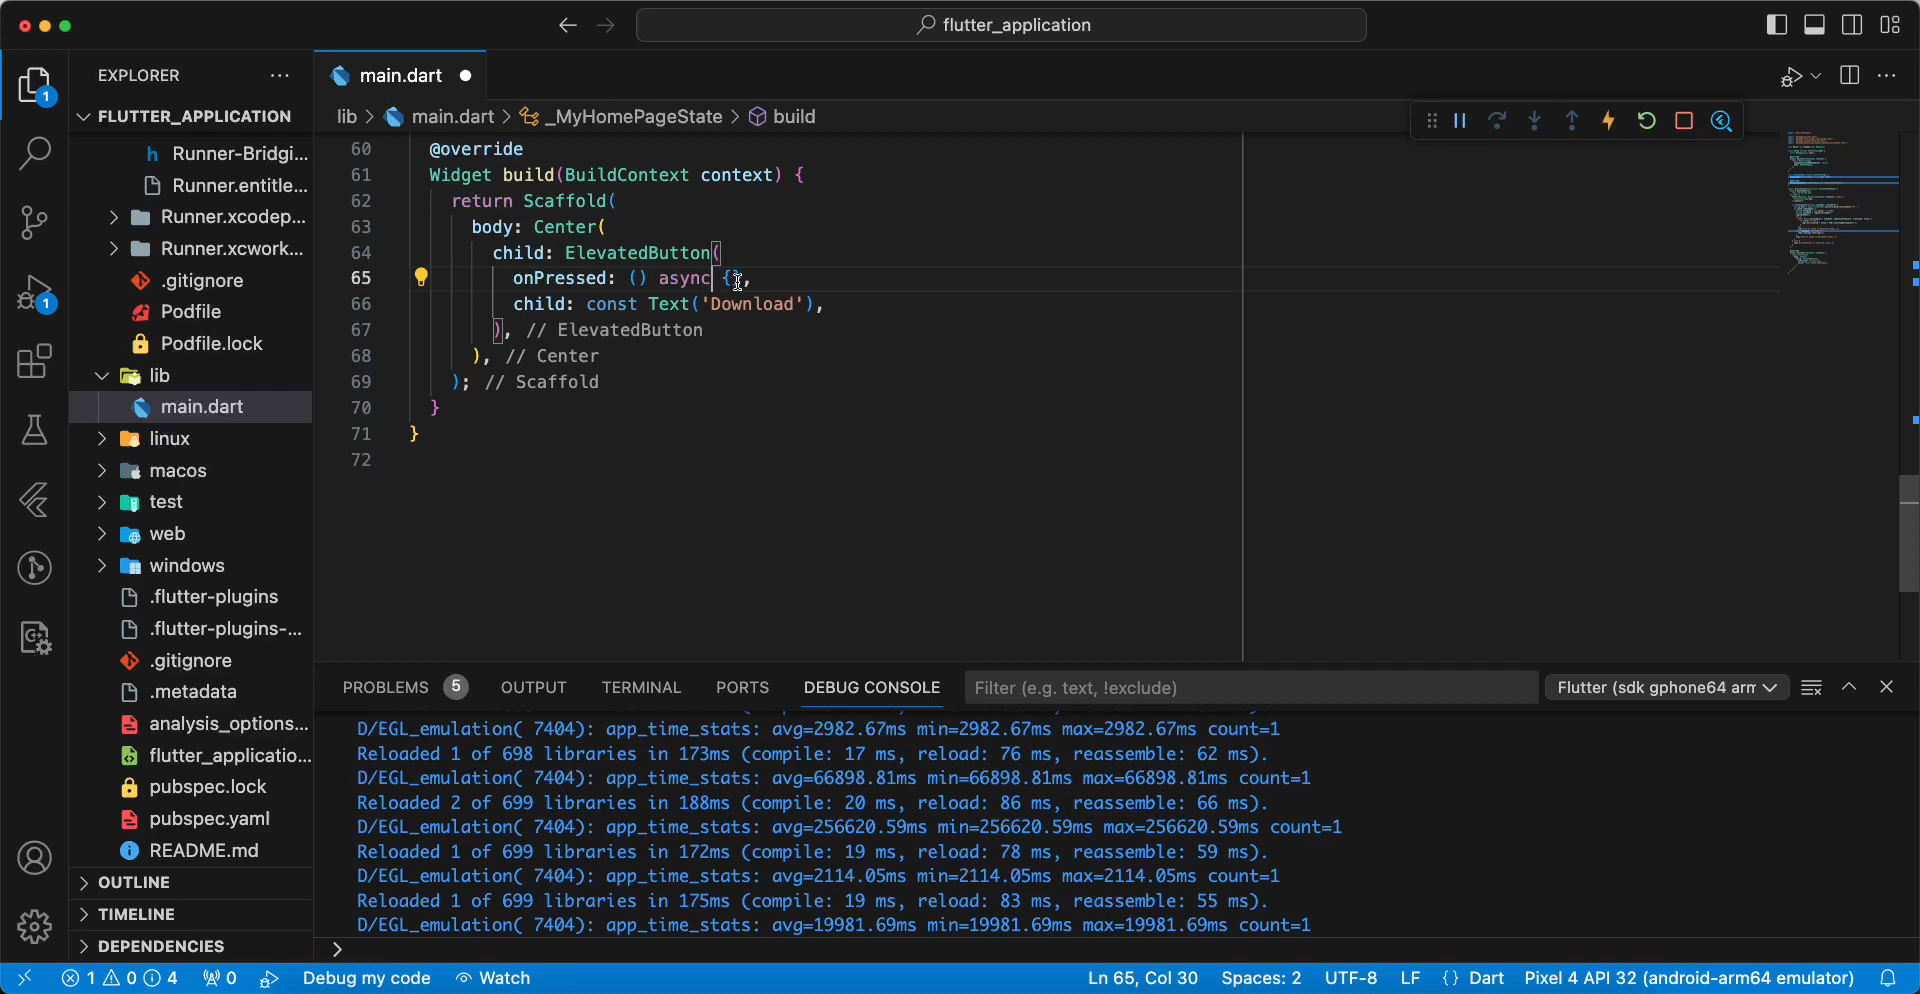 flutter_application
EXPLORER
FLUTTER_APPLICATION
Runner-Bridgi...
Runner.entitle...
Runner.xcodep...
Runner.xcwork...
.gitignore
Podfile
Podfile.lock
lib
main.dart
linux
macos
test
web
windows
.flutter-plugins
.flutter-plugins-...
.gitignore
.metadata
analysis_options...
flutter_applicatio...
pubspec.lock
pubspec.yaml
README.md
OUTLINE
TIMELINE
DEPENDENCIES
1
1
main.dart
lib > main.dart > _MyHomePageState > build
60 @override
61 Widget build(BuildContext context) {
62 return Scaffold(
63 body: Center(
64 child: ElevatedButton(
65 onPressed: () async {},
66 child: const Text('Download'),
67 ), // ElevatedButton
68 ), // Center
69 ); // Scaffold
70 }
71 }
72
PROBLEMS 5 OUTPUT TERMINAL PORTS DEBUG CONSOLE Filter (e.g. text, !exclude) Flutter (sdk gphone64 arm
D/EGL_emulation( 7404): app_time_stats: avg=2982.67ms min=2982.67ms max=2982.67ms count=1
Reloaded 1 of 698 libraries in 173ms (compile: 17 ms, reload: 76 ms, reassemble: 62 ms).
D/EGL_emulation( 7404): app_time_stats: avg=66898.81ms min=66898.81ms max=66898.81ms count=1
Reloaded 2 of 699 libraries in 188ms (compile: 20 ms, reload: 86 ms, reassemble: 66 ms).
D/EGL_emulation( 7404): app_time_stats: avg=256620.59ms min=256620.59ms max=256620.59ms count=1
Reloaded 1 of 699 libraries in 172ms (compile: 19 ms, reload: 78 ms, reassemble: 59 ms).
D/EGL_emulation( 7404): app_time_stats: avg=2114.05ms min=2114.05ms max=2114.05ms count=1
Reloaded 1 of 699 libraries in 175ms (compile: 19 ms, reload: 83 ms, reassemble: 55 ms).
D/EGL_emulation( 7404): app_time_stats: avg=19981.69ms min=19981.69ms max=19981.69ms count=1
>
1 0 4 0 Debug my code Watch Ln 65, Col 30 Spaces: 2 UTF-8 LF {} Dart Pixel 4 API 32 (android-arm64 emulator)